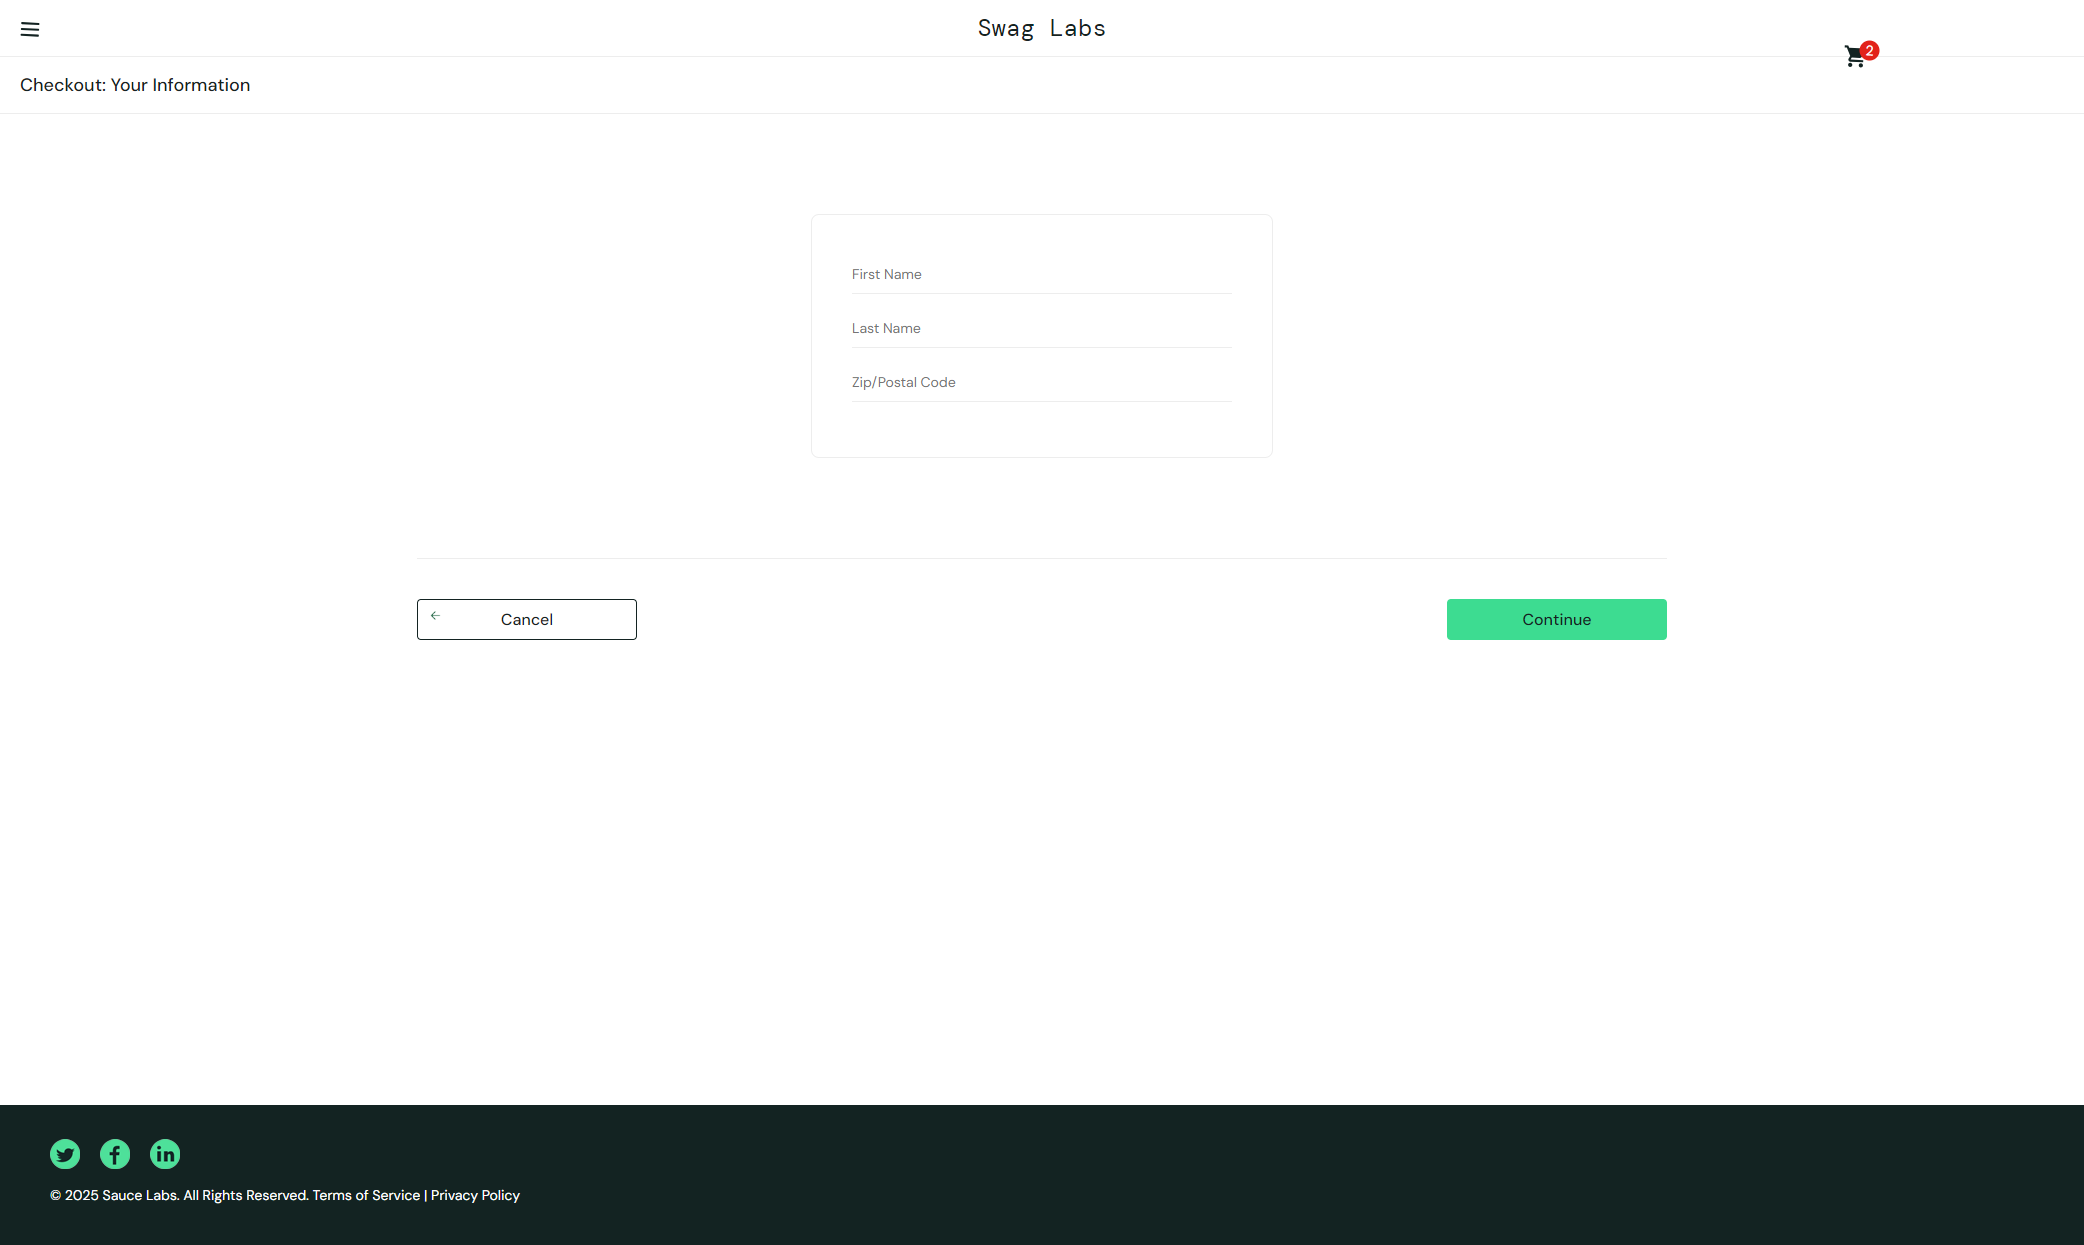 Swag Labs
2
Checkout: Your Information
First Name
Last Name
Zip/Postal Code
Cancel
Continue
© 2025 Sauce Labs. All Rights Reserved. Terms of Service | Privacy Policy